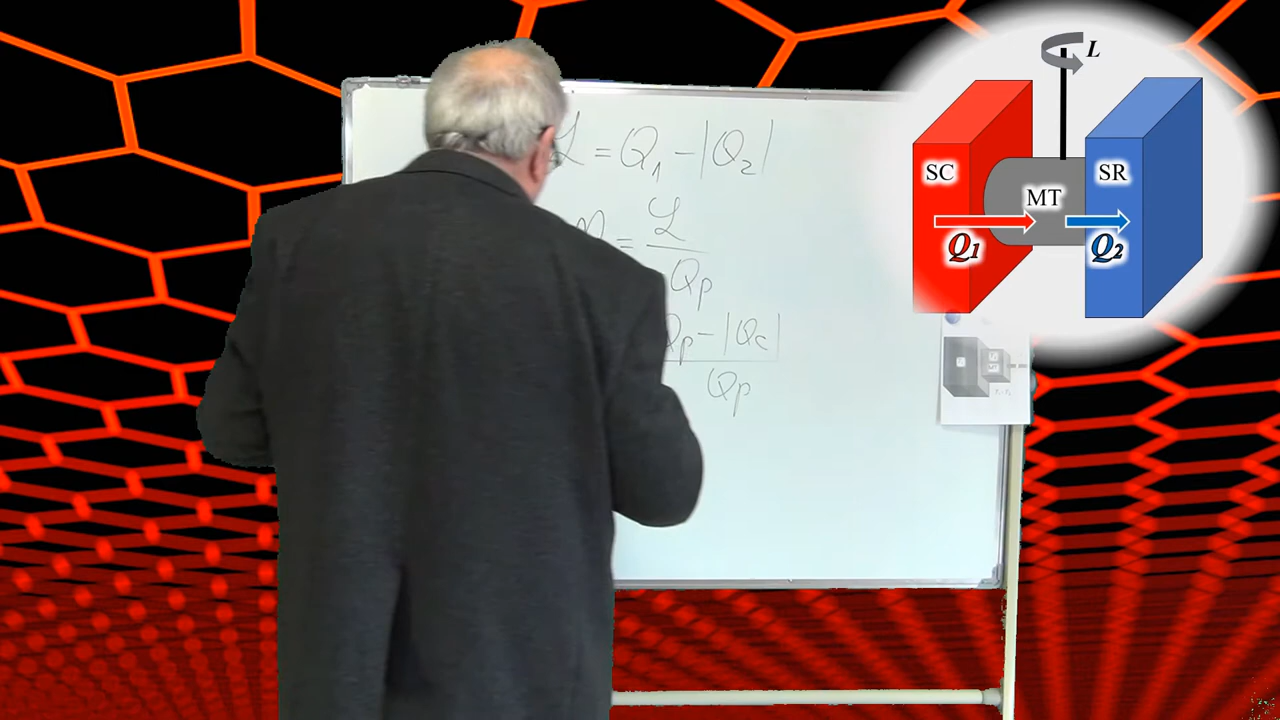 ℒ = Q₁ − |Q₂|
η = ℒ / Qp
Qp − |Qc| / Qp
L
SC
MT
SR
Q1
Q2